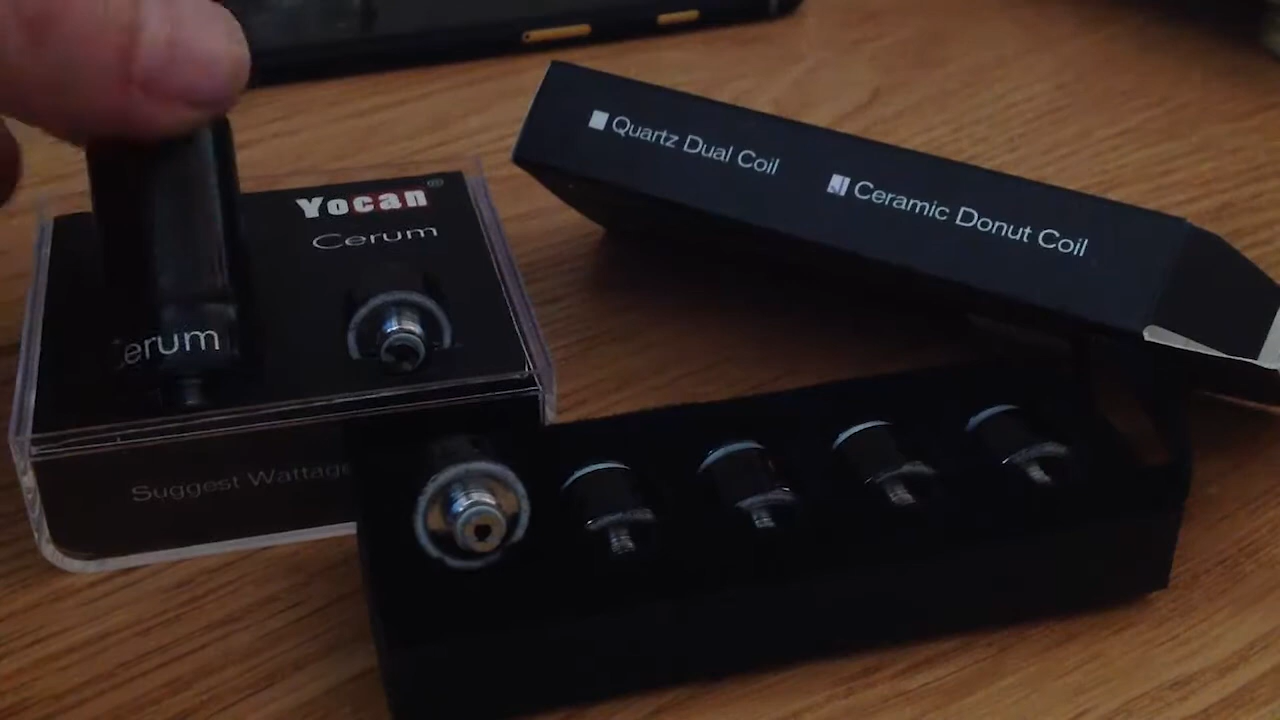 Quartz Dual Coil
Ceramic Donut Coil
Yocan®
Cerum
erum
Suggest Wattage